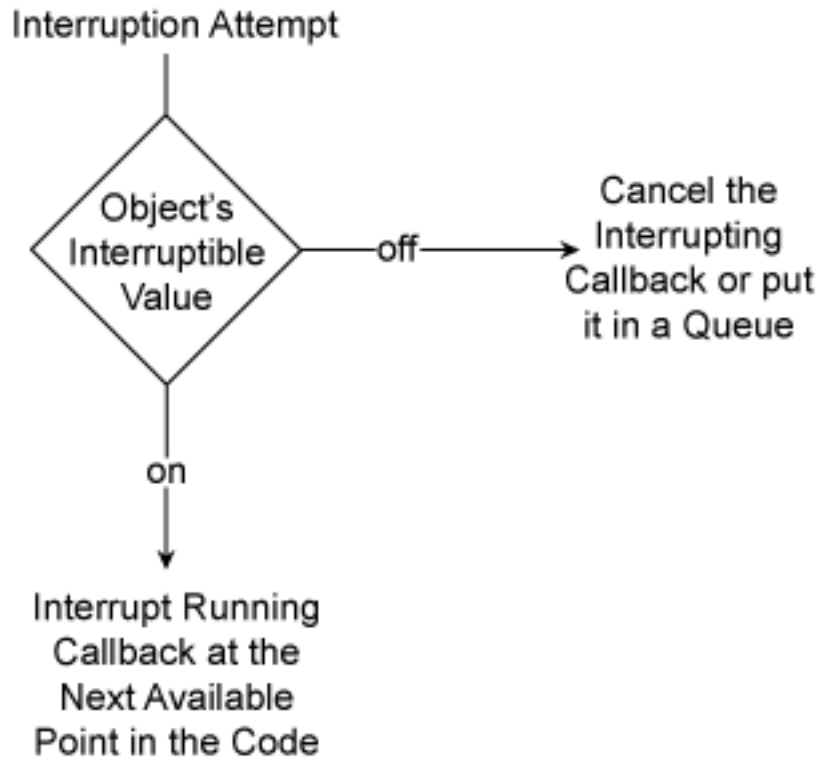 Interruption Attempt
Object's
Interruptible
Value
off
Cancel the
Interrupting
Callback or put
it in a Queue
on
Interrupt Running
Callback at the
Next Available
Point in the Code